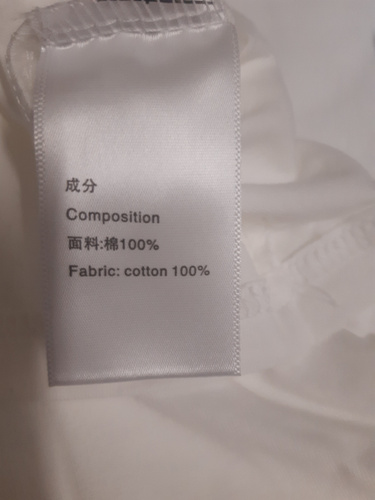 成分
Composition
面料:棉100%
Fabric: cotton 100%